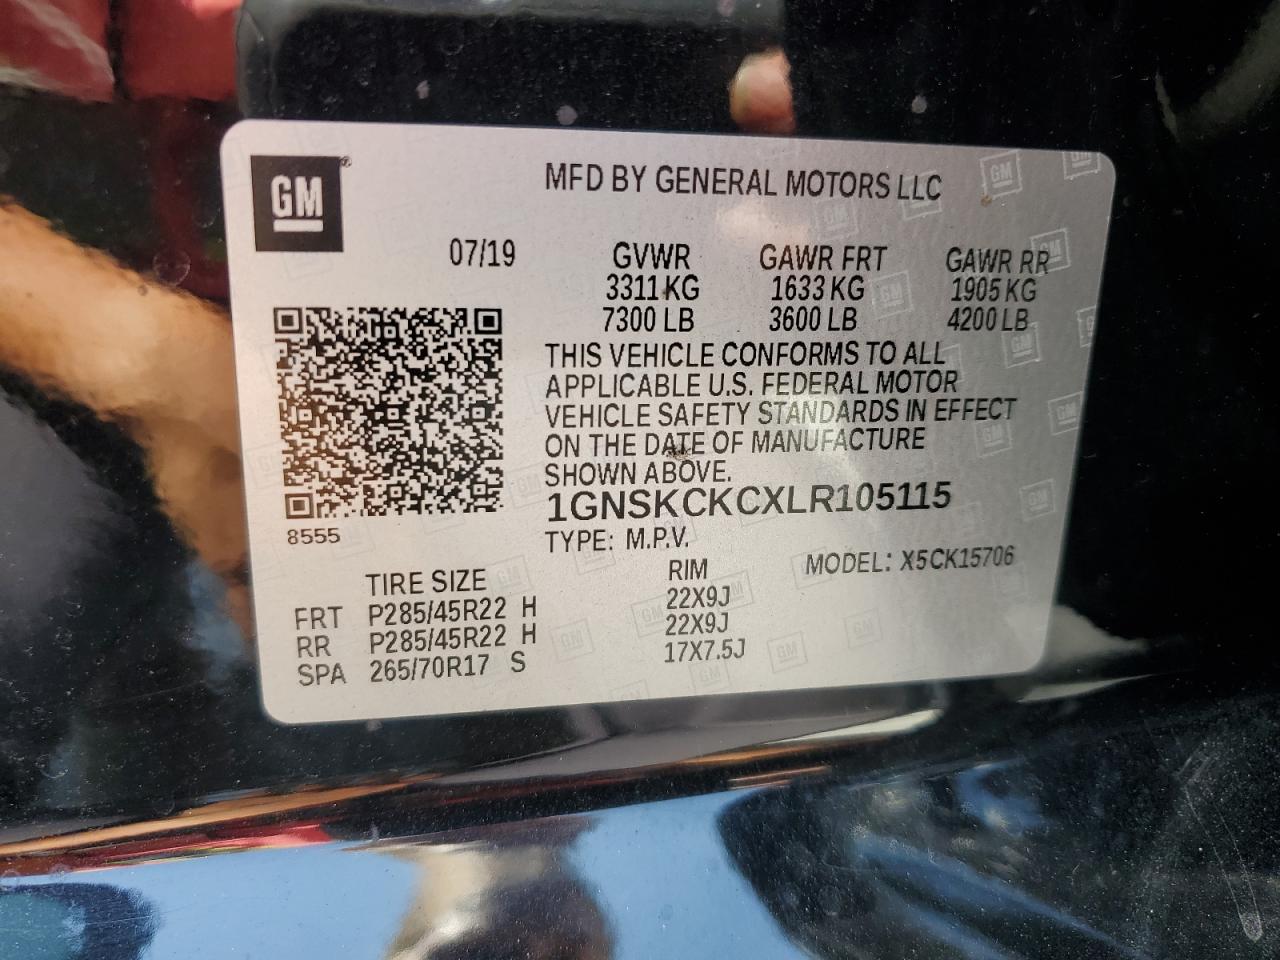 GM ®
MFD BY GENERAL MOTORS LLC
07/19 GVWR GAWR FRT GAWR RR
3311 KG 1633 KG 1905 KG
7300 LB 3600 LB 4200 LB
THIS VEHICLE CONFORMS TO ALL
APPLICABLE U.S. FEDERAL MOTOR
VEHICLE SAFETY STANDARDS IN EFFECT
ON THE DATE OF MANUFACTURE
SHOWN ABOVE.
1GNSKCKCXLR105115
8555
TYPE: M.P.V. MODEL: X5CK15706
TIRE SIZE RIM
FRT P285/45R22 H 22X9J
RR P285/45R22 H 22X9J
SPA 265/70R17 S 17X7.5J